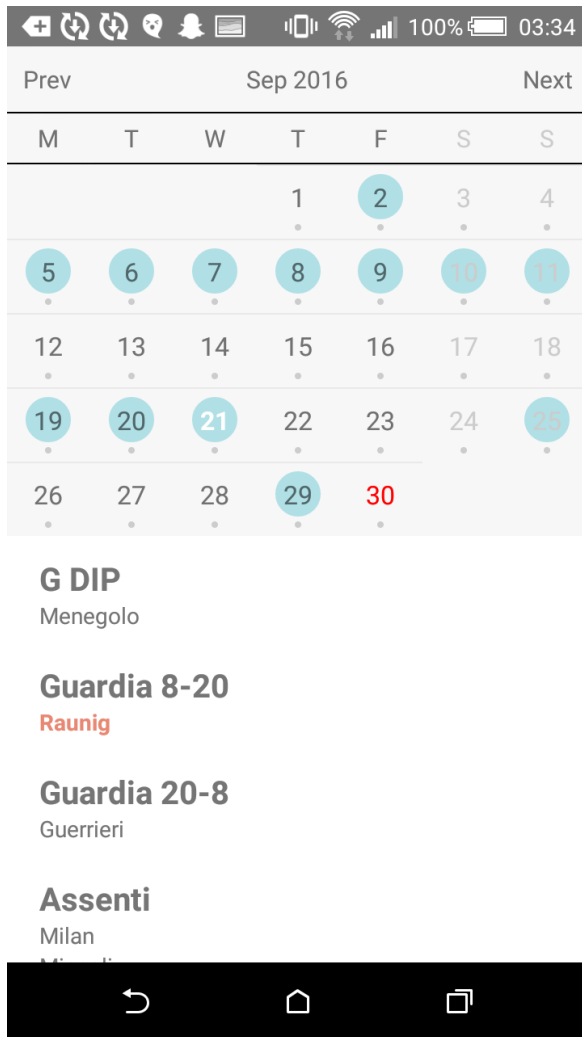 100% 03:34
Prev Sep 2016 Next
M T W T F S S
1 2 3 4
5 6 7 8 9 10 11
12 13 14 15 16 17 18
19 20 21 22 23 24 25
26 27 28 29 30
G DIP
Menegolo
Guardia 8-20
Raunig
Guardia 20-8
Guerrieri
Assenti
Milan